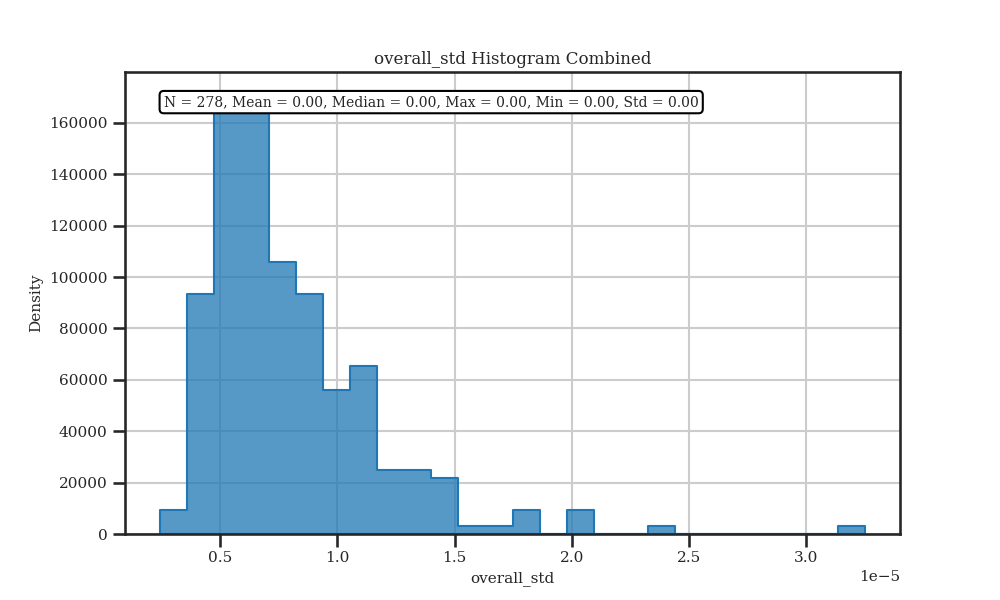 overall_std Histogram Combined
N = 278, Mean = 0.00, Median = 0.00, Max = 0.00, Min = 0.00, Std = 0.00
160000
140000
120000
100000
80000
60000
40000
20000
0
Density
0.5 1.0 1.5 2.0 2.5 3.0
1e−5
overall_std